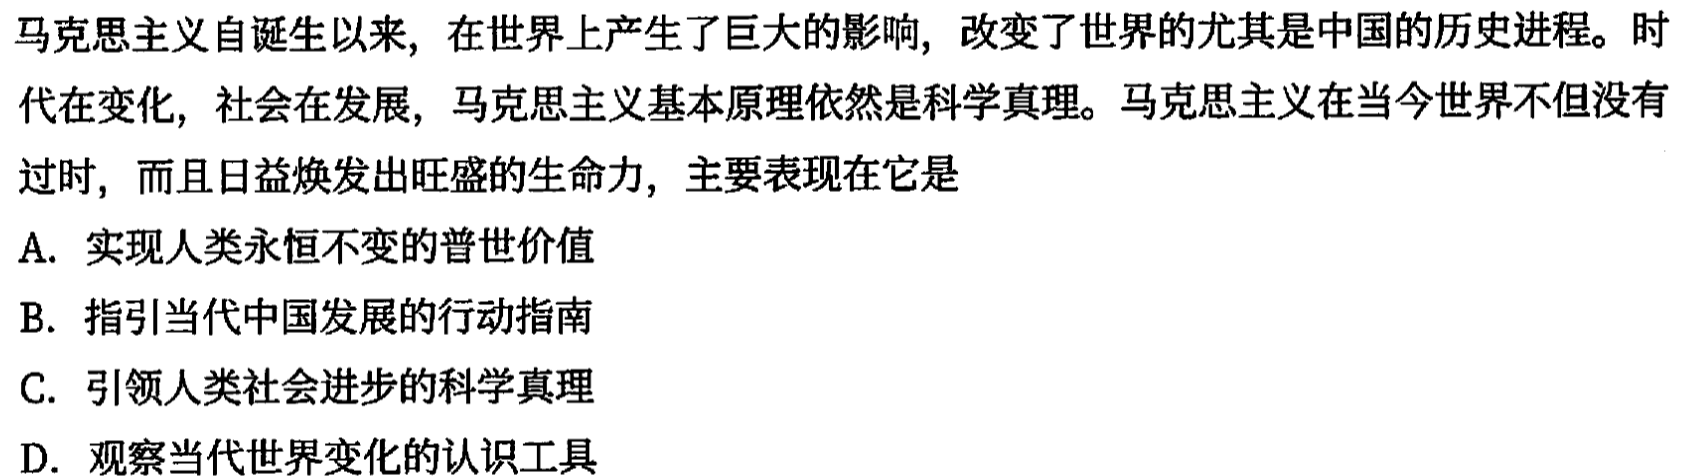 马克思主义自诞生以来，在世界上产生了巨大的影响，改变了世界的尤其是中国的历史进程。时
代在变化，社会在发展，马克思主义基本原理依然是科学真理。马克思主义在当今世界不但没有
过时，而且日益焕发出旺盛的生命力，主要表现在它是
A. 实现人类永恒不变的普世价值
B. 指引当代中国发展的行动指南
C. 引领人类社会进步的科学真理
D. 观察当代世界变化的认识工具